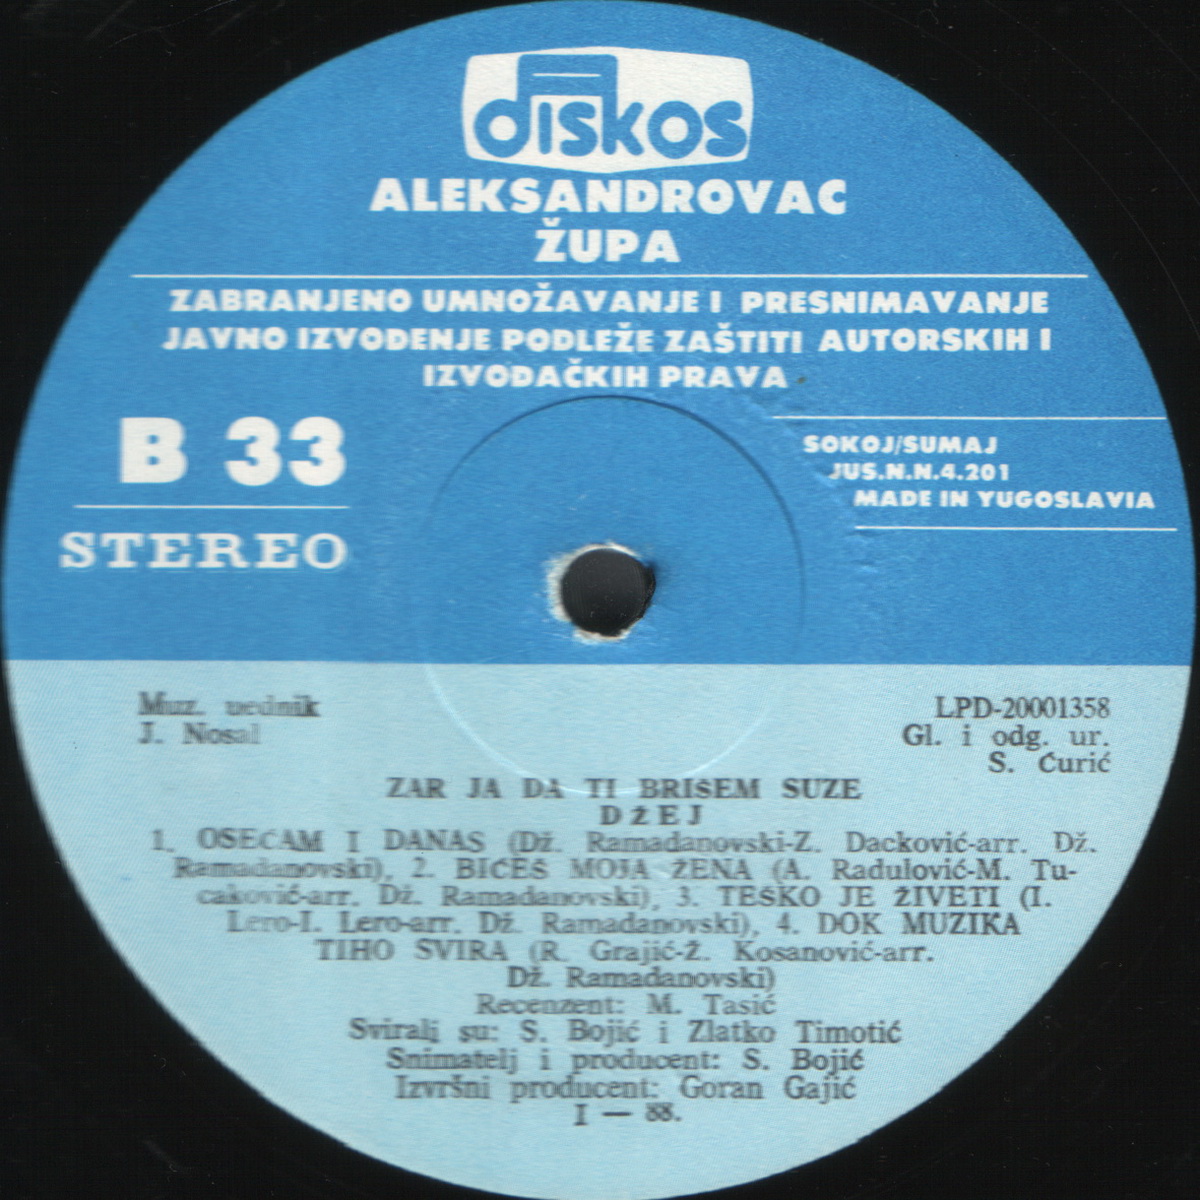 diskos
ALEKSANDROVAC
ŽUPA
ZABRANJENO UMNOŽAVANJE I PRESNIMAVANJE
JAVNO IZVOĐENJE PODLEŽE ZAŠTITI AUTORSKIH I
IZVOĐAČKIH PRAVA
B 33
STEREO
SOKOJ/SUMAJ
JUS.N.N.4.201
MADE IN YUGOSLAVIA
Muz. uednik
J. Nosal
LPD-20001358
Gl. i odg. ur.
S. Ćurić
ZAR JA DA TI BRIŠEM SUZE
DŽEJ
1. OSEĆAM I DANAS (Dž. Ramadanovski-Z. Dacković-arr. Dž.
Ramadanovski), 2. BIĆEŠ MOJA ŽENA (A. Radulović-M. Tu-
caković-arr. Dž. Ramadanovski), 3. TEŠKO JE ŽIVETI (I.
Lero-I. Lero-arr. Dž. Ramadanovski), 4. DOK MUZIKA
TIHO SVIRA (R. Grajić-Ž. Kosanović-arr.
Dž. Ramadanovski)
Recenzent: M. Tasić
Svirali su: S. Bojić i Zlatko Timotić
Snimatelj i producent: S. Bojić
Izvršni producent: Goran Gajić
I — 88.